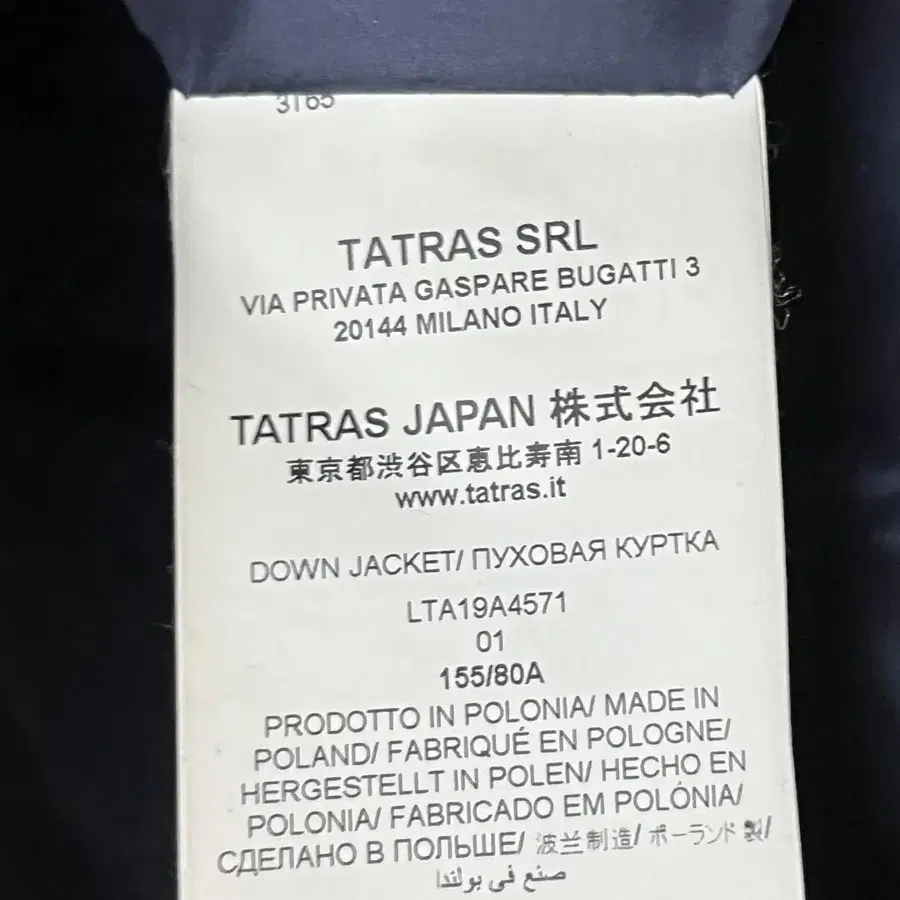 3165
TATRAS SRL
VIA PRIVATA GASPARE BUGATTI 3
20144 MILANO ITALY
TATRAS JAPAN 株式会社
東京都渋谷区恵比寿南 1-20-6
www.tatras.it
DOWN JACKET/ ПУХОВАЯ КУРТКА
LTA19A4571
01
155/80A
PRODOTTO IN POLONIA/ MADE IN
POLAND/ FABRIQUÉ EN POLOGNE/
HERGESTELLT IN POLEN/ HECHO EN
POLONIA/ FABRICADO EM POLÓNIA/
СДЕЛАНО В ПОЛЬШЕ/ 波兰制造/ ポーランド 製/
صنع في بولندا